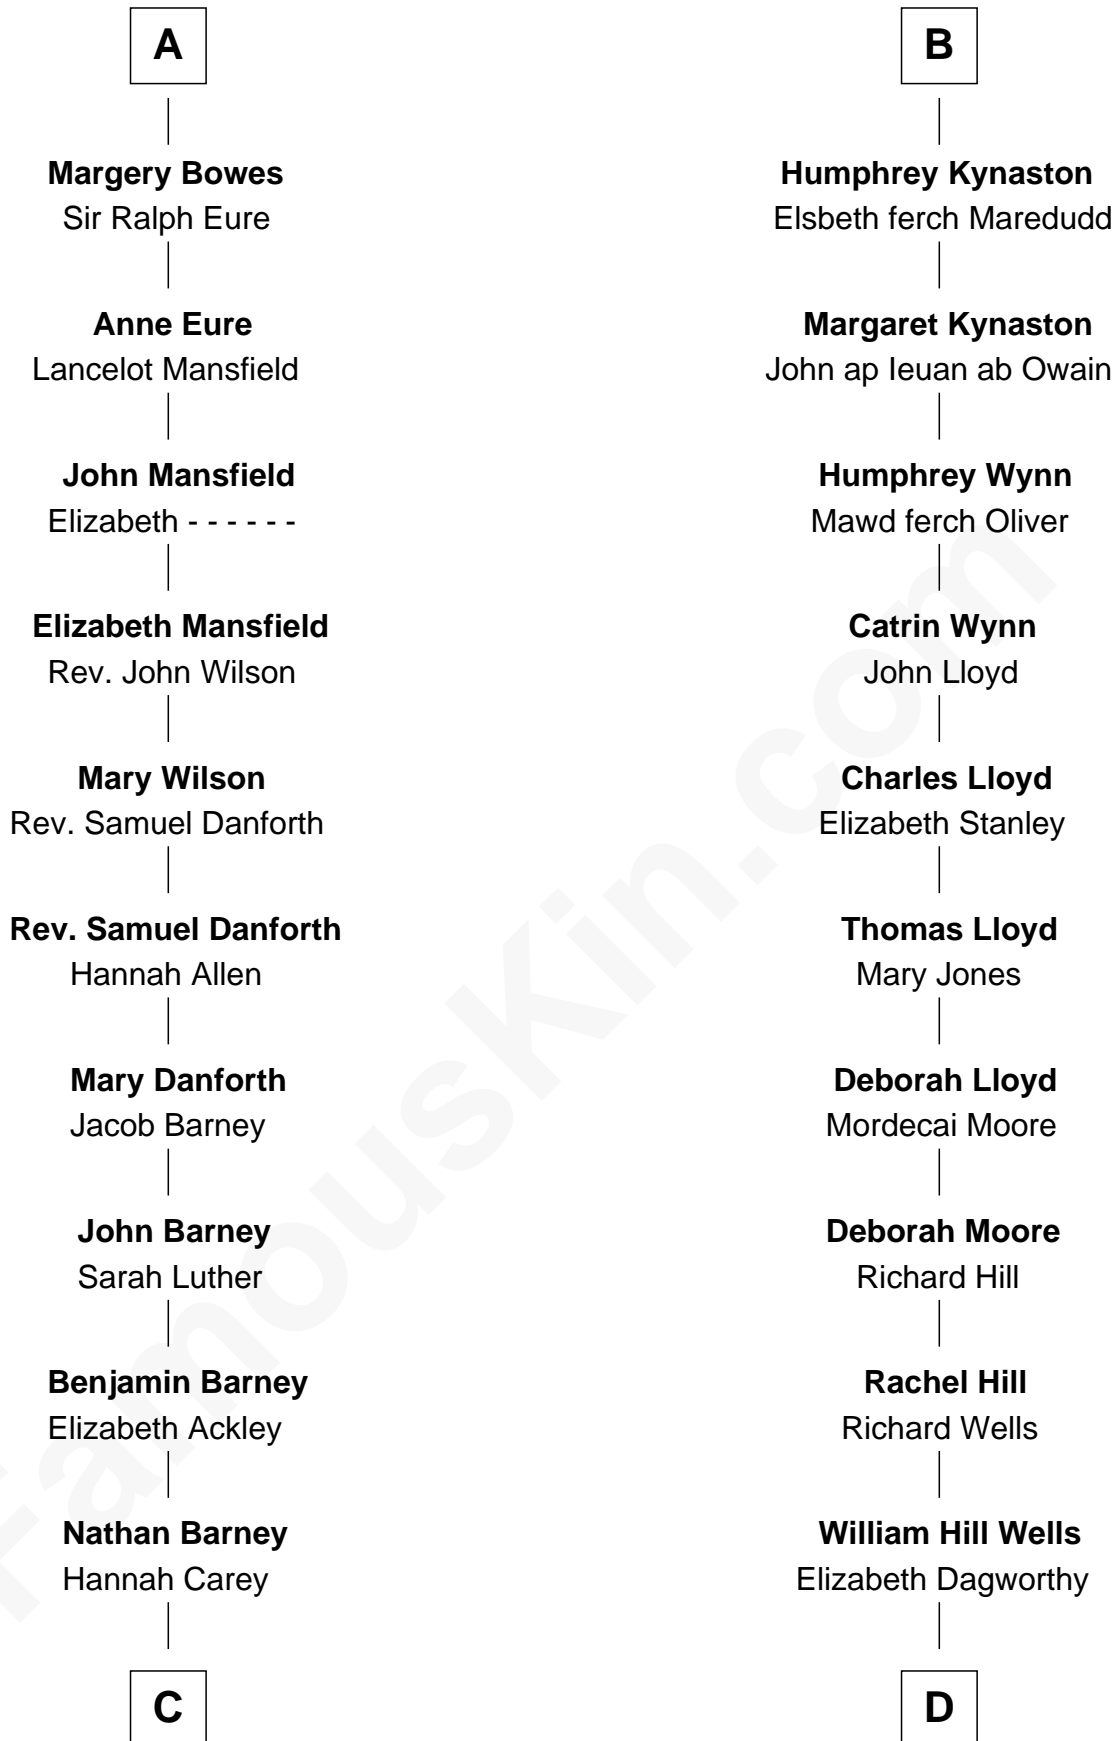 A
Margery Bowes
Sir Ralph Eure
Anne Eure
Lancelot Mansfield
John Mansfield
Elizabeth - - - - - -
Elizabeth Mansfield
Rev. John Wilson
Mary Wilson
Rev. Samuel Danforth
Rev. Samuel Danforth
Hannah Allen
Mary Danforth
Jacob Barney
John Barney
Sarah Luther
Benjamin Barney
Elizabeth Ackley
Nathan Barney
Hannah Carey
C
B
Humphrey Kynaston
Elsbeth ferch Maredudd
Margaret Kynaston
John ap Ieuan ab Owain
Humphrey Wynn
Mawd ferch Oliver
Catrin Wynn
John Lloyd
Charles Lloyd
Elizabeth Stanley
Thomas Lloyd
Mary Jones
Deborah Lloyd
Mordecai Moore
Deborah Moore
Richard Hill
Rachel Hill
Richard Wells
William Hill Wells
Elizabeth Dagworthy
D
FamousKin.com